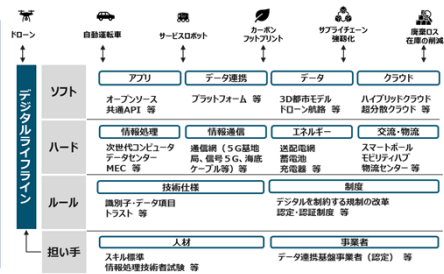 ドローン
自動運転車
サービスロボット
カーボン
フットプリント
サプライチェーン
強靱化
廃棄ロス
在庫の削減
デジタルライフライン
ソフト
アプリ
データ連携
データ
クラウド
オープンソース
共通API 等
プラットフォーム 等
3D都市モデル
ドローン航路 等
ハイブリッドクラウド
超分散クラウド 等
ハード
情報処理
情報通信
エネルギー
交流・物流
次世代コンピュータ
データセンター
MEC 等
通信網(5G基地
局、信号5G、海底
ケーブル等)等
送配電網
蓄電池
充電器 等
スマートポール
モビリティハブ
物流センター 等
ルール
技術仕様
制度
識別子・データ項目
トラスト 等
デジタルを制約する規制の改革
認定・認証制度 等
担い手
人材
事業者
スキル標準
情報処理技術者試験 等
データ連携基盤事業者(認定) 等